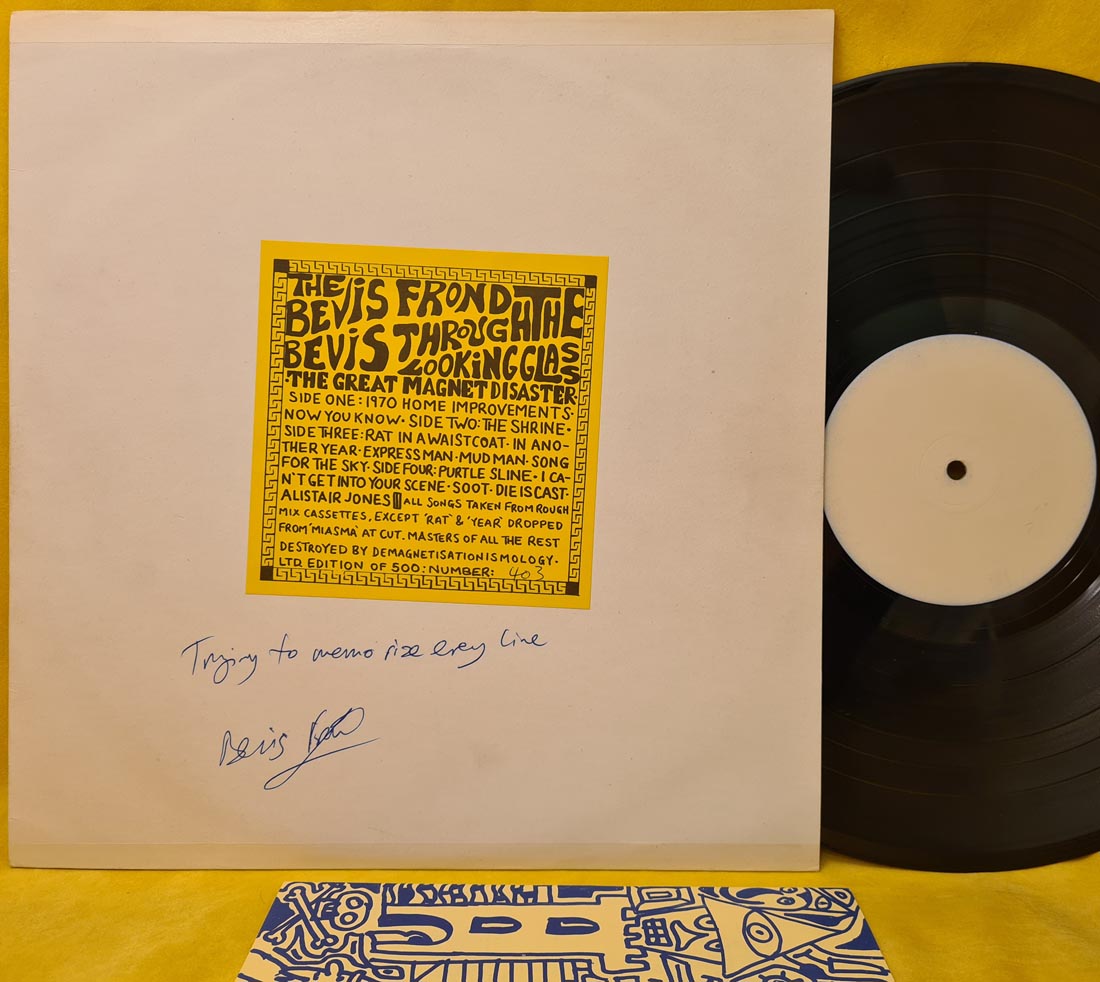 THE BEVIS FROND THE
BEVIS THROUGH THE
LOOKING GLASS
·THE GREAT MAGNET DISASTER·
SIDE ONE: 1970 HOME IMPROVEMENTS·
NOW YOU KNOW· SIDE TWO: THE SHRINE·
SIDE THREE: RAT IN A WAISTCOAT· IN ANO-
THER YEAR· EXPRESS MAN· MUD MAN· SONG
FOR THE SKY· SIDE FOUR: PURTLE SLINE· I CA-
N'T GET INTO YOUR SCENE· SOOT· DIE IS CAST·
ALISTAIR JONES ALL SONGS TAKEN FROM ROUGH
MIX CASSETTES, EXCEPT 'RAT' & 'YEAR' DROPPED
FROM 'MIASMA' AT CUT. MASTERS OF ALL THE REST
DESTROYED BY DEMAGNETISATIONISMOLOGY·
LTD EDITION OF 500: NUMBER: 403
Trying to memorize every line
Bevis